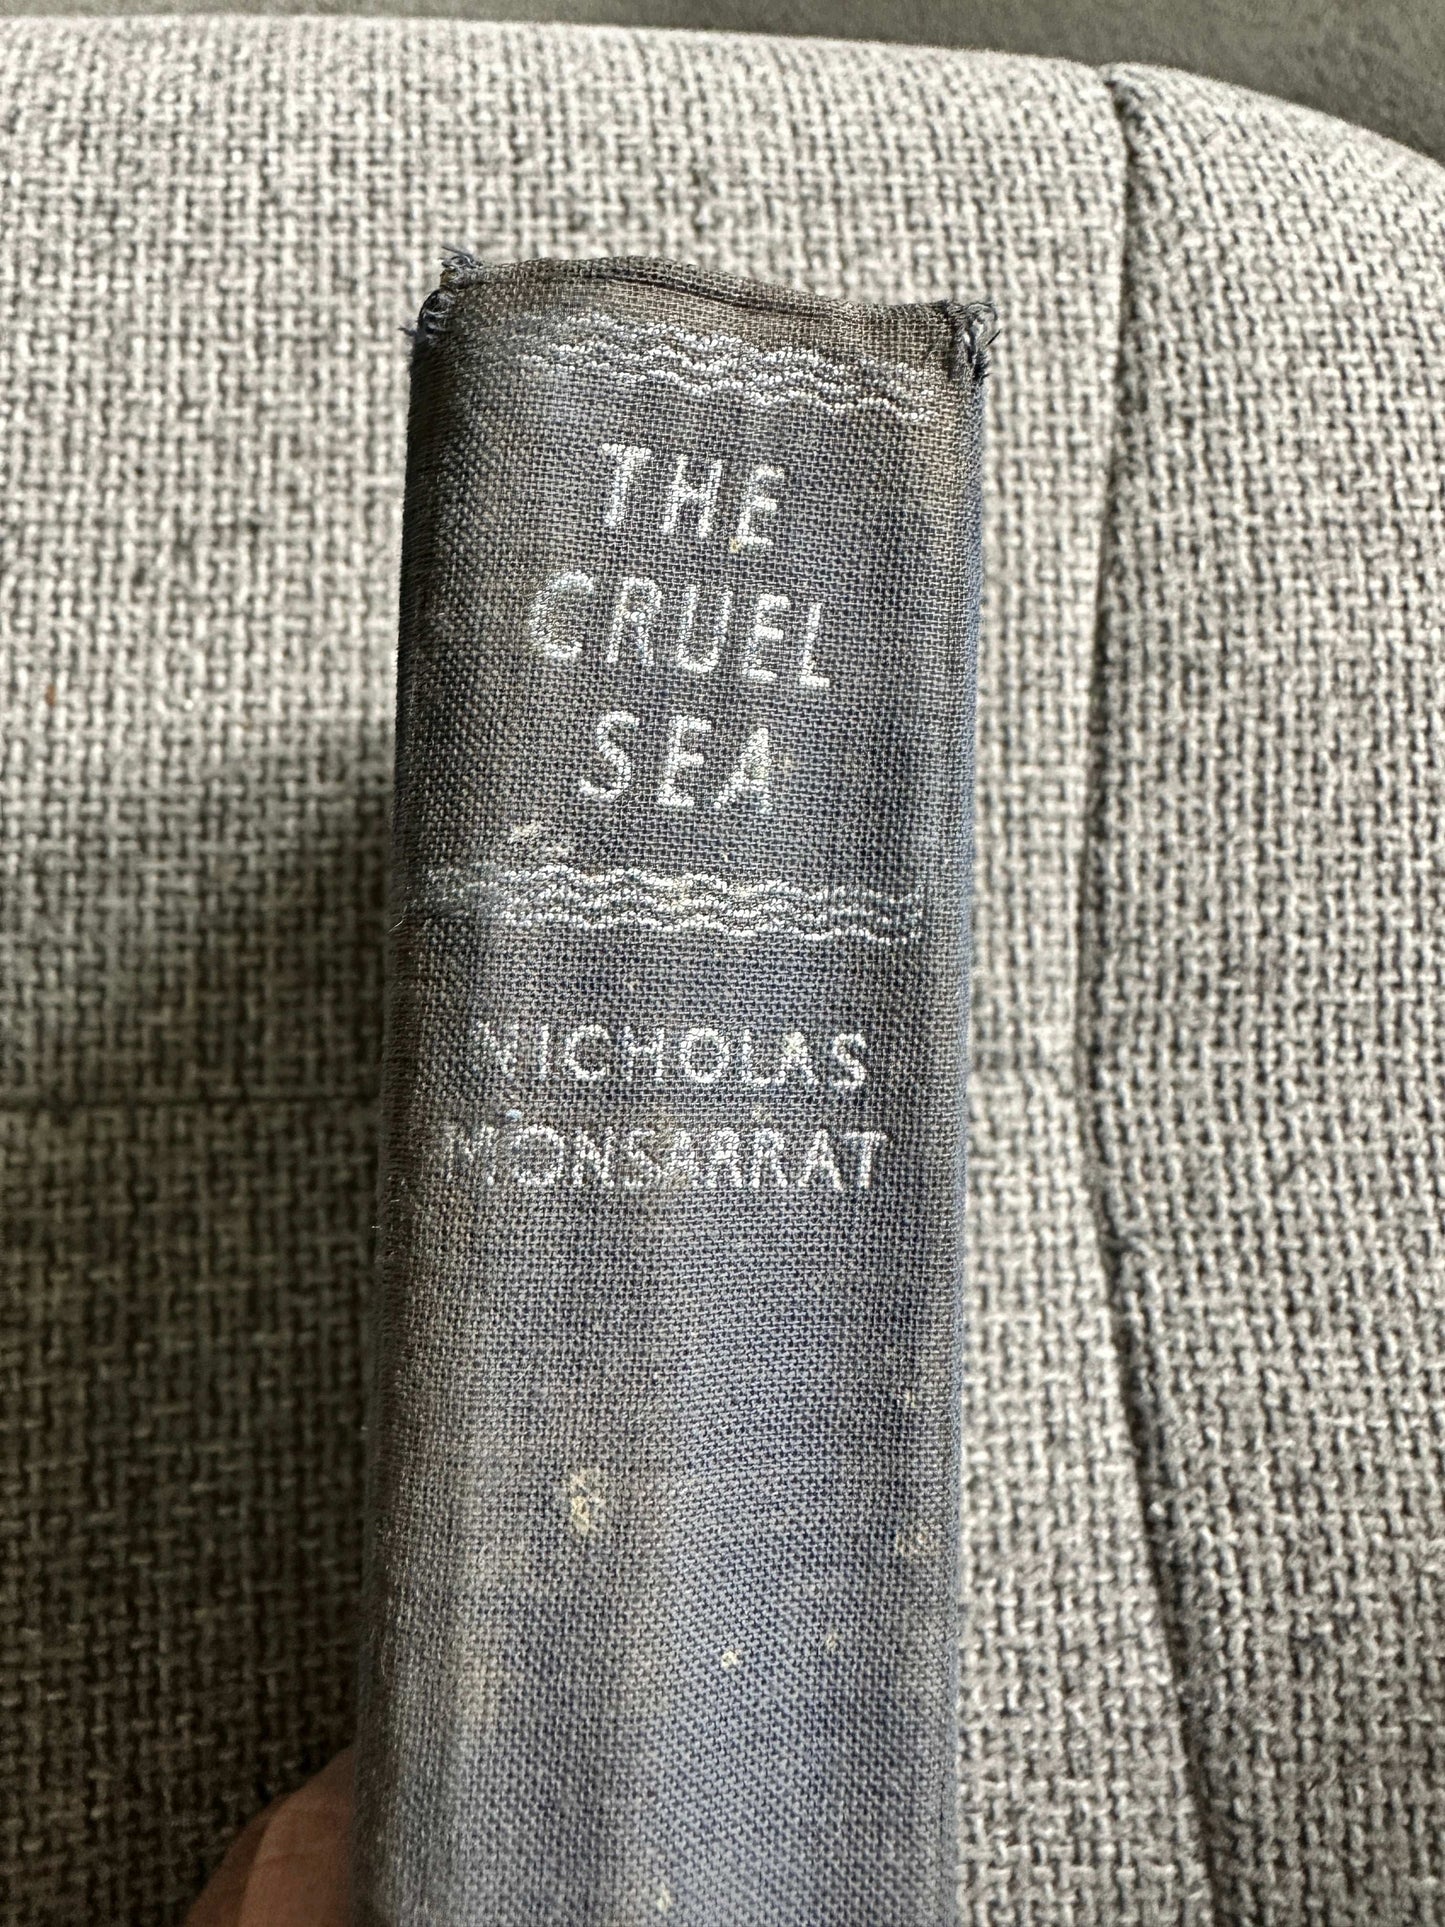 THE
CRUEL
SEA
NICHOLAS
MONSARRAT